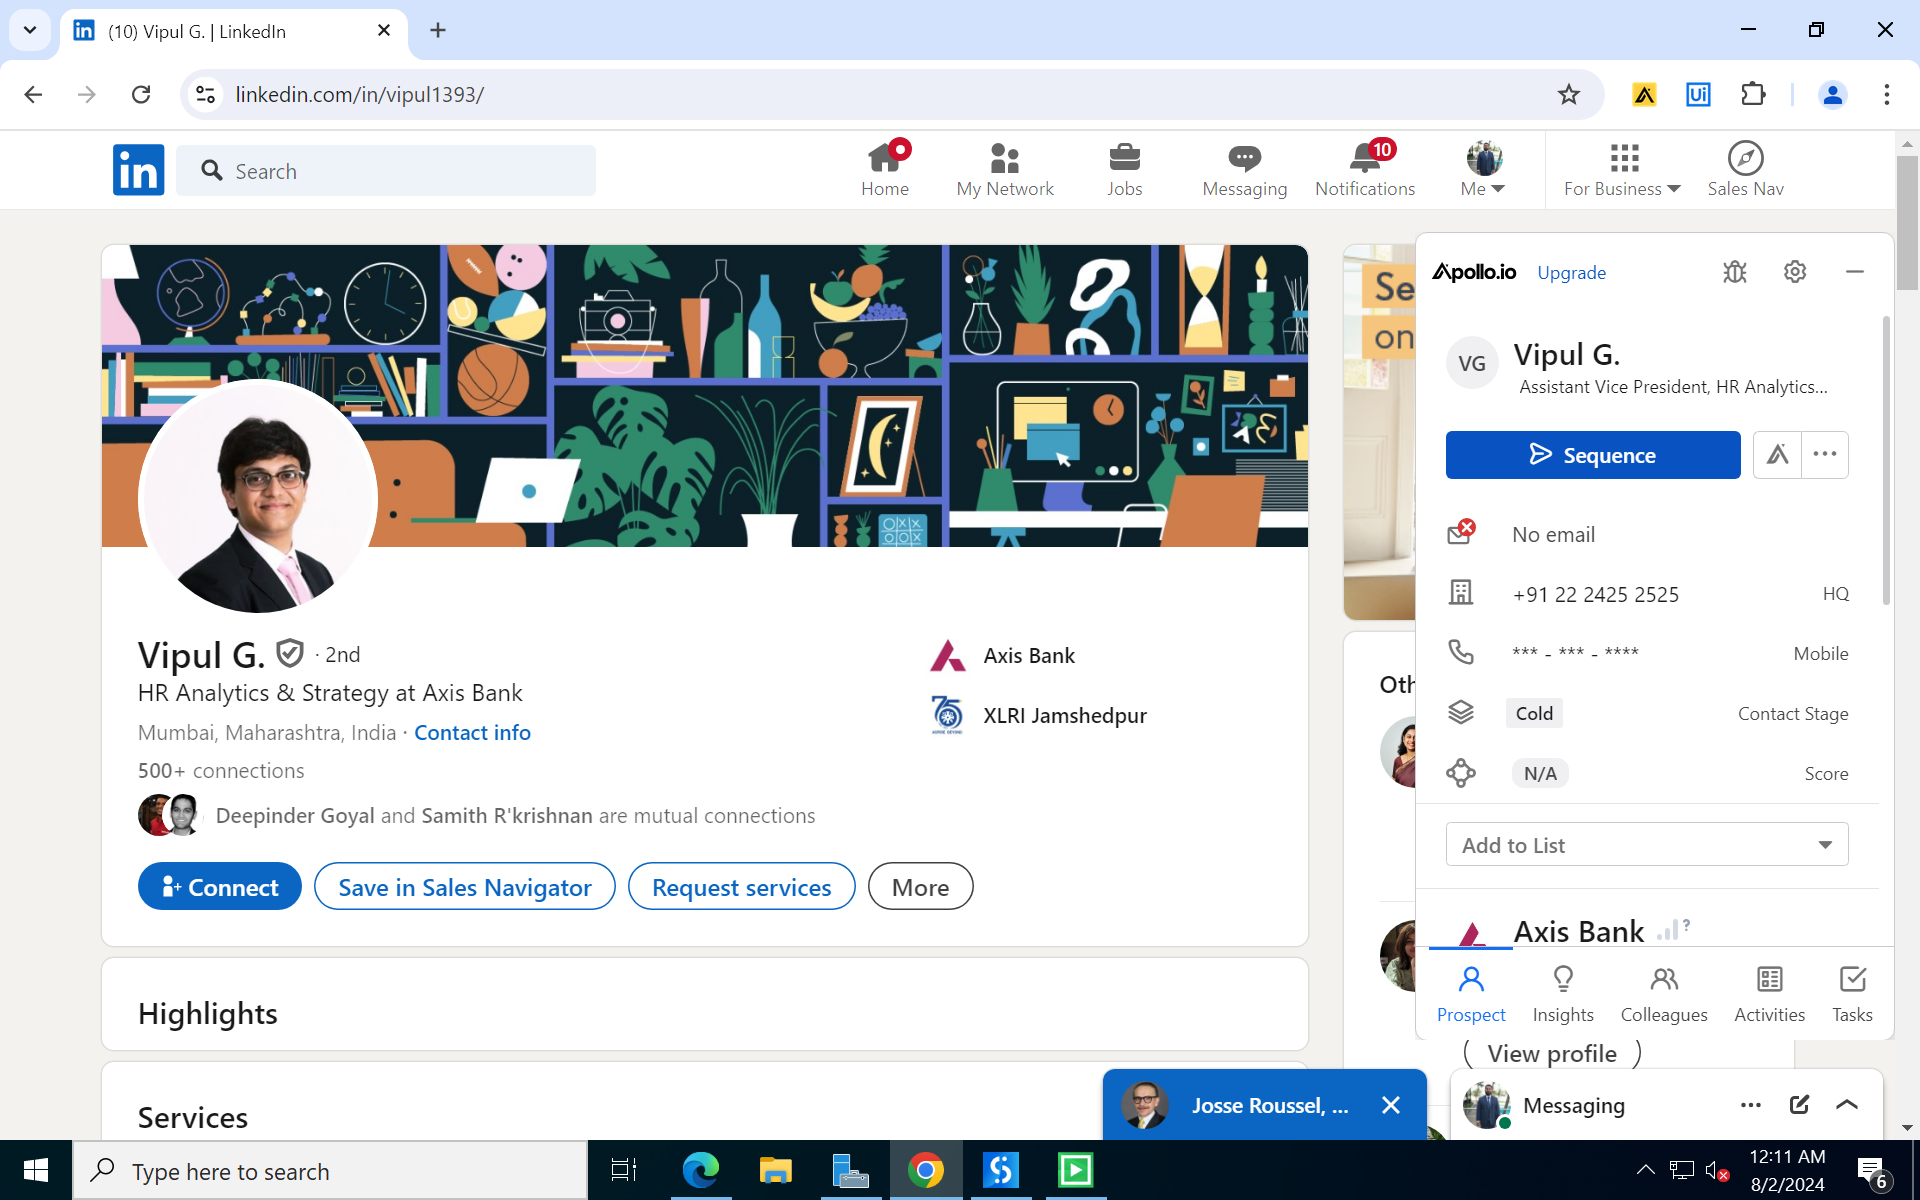 (10) Vipul G. | LinkedIn
linkedin.com/in/vipul1393/
Ui
in
Search
Home
My Network
Jobs
Messaging
10
Notifications
Me
For Business
Sales Nav
Se
on
Apollo.io
Upgrade
VG
Vipul G.
Assistant Vice President, HR Analytics...
Sequence
No email
+91 22 2425 2525
HQ
*** - *** - ****
Mobile
Cold
Contact Stage
N/A
Score
Add to List
Axis Bank
?
Prospect
Insights
Colleagues
Activities
Tasks
Vipul G. · 2nd
HR Analytics & Strategy at Axis Bank
Mumbai, Maharashtra, India · Contact info
500+ connections
Deepinder Goyal and Samith R'krishnan are mutual connections
Axis Bank
XLRI Jamshedpur
Connect
Save in Sales Navigator
Request services
More
Highlights
Services
Oth
View profile
Josse Roussel, ...
Messaging
Type here to search
12:11 AM
8/2/2024
6